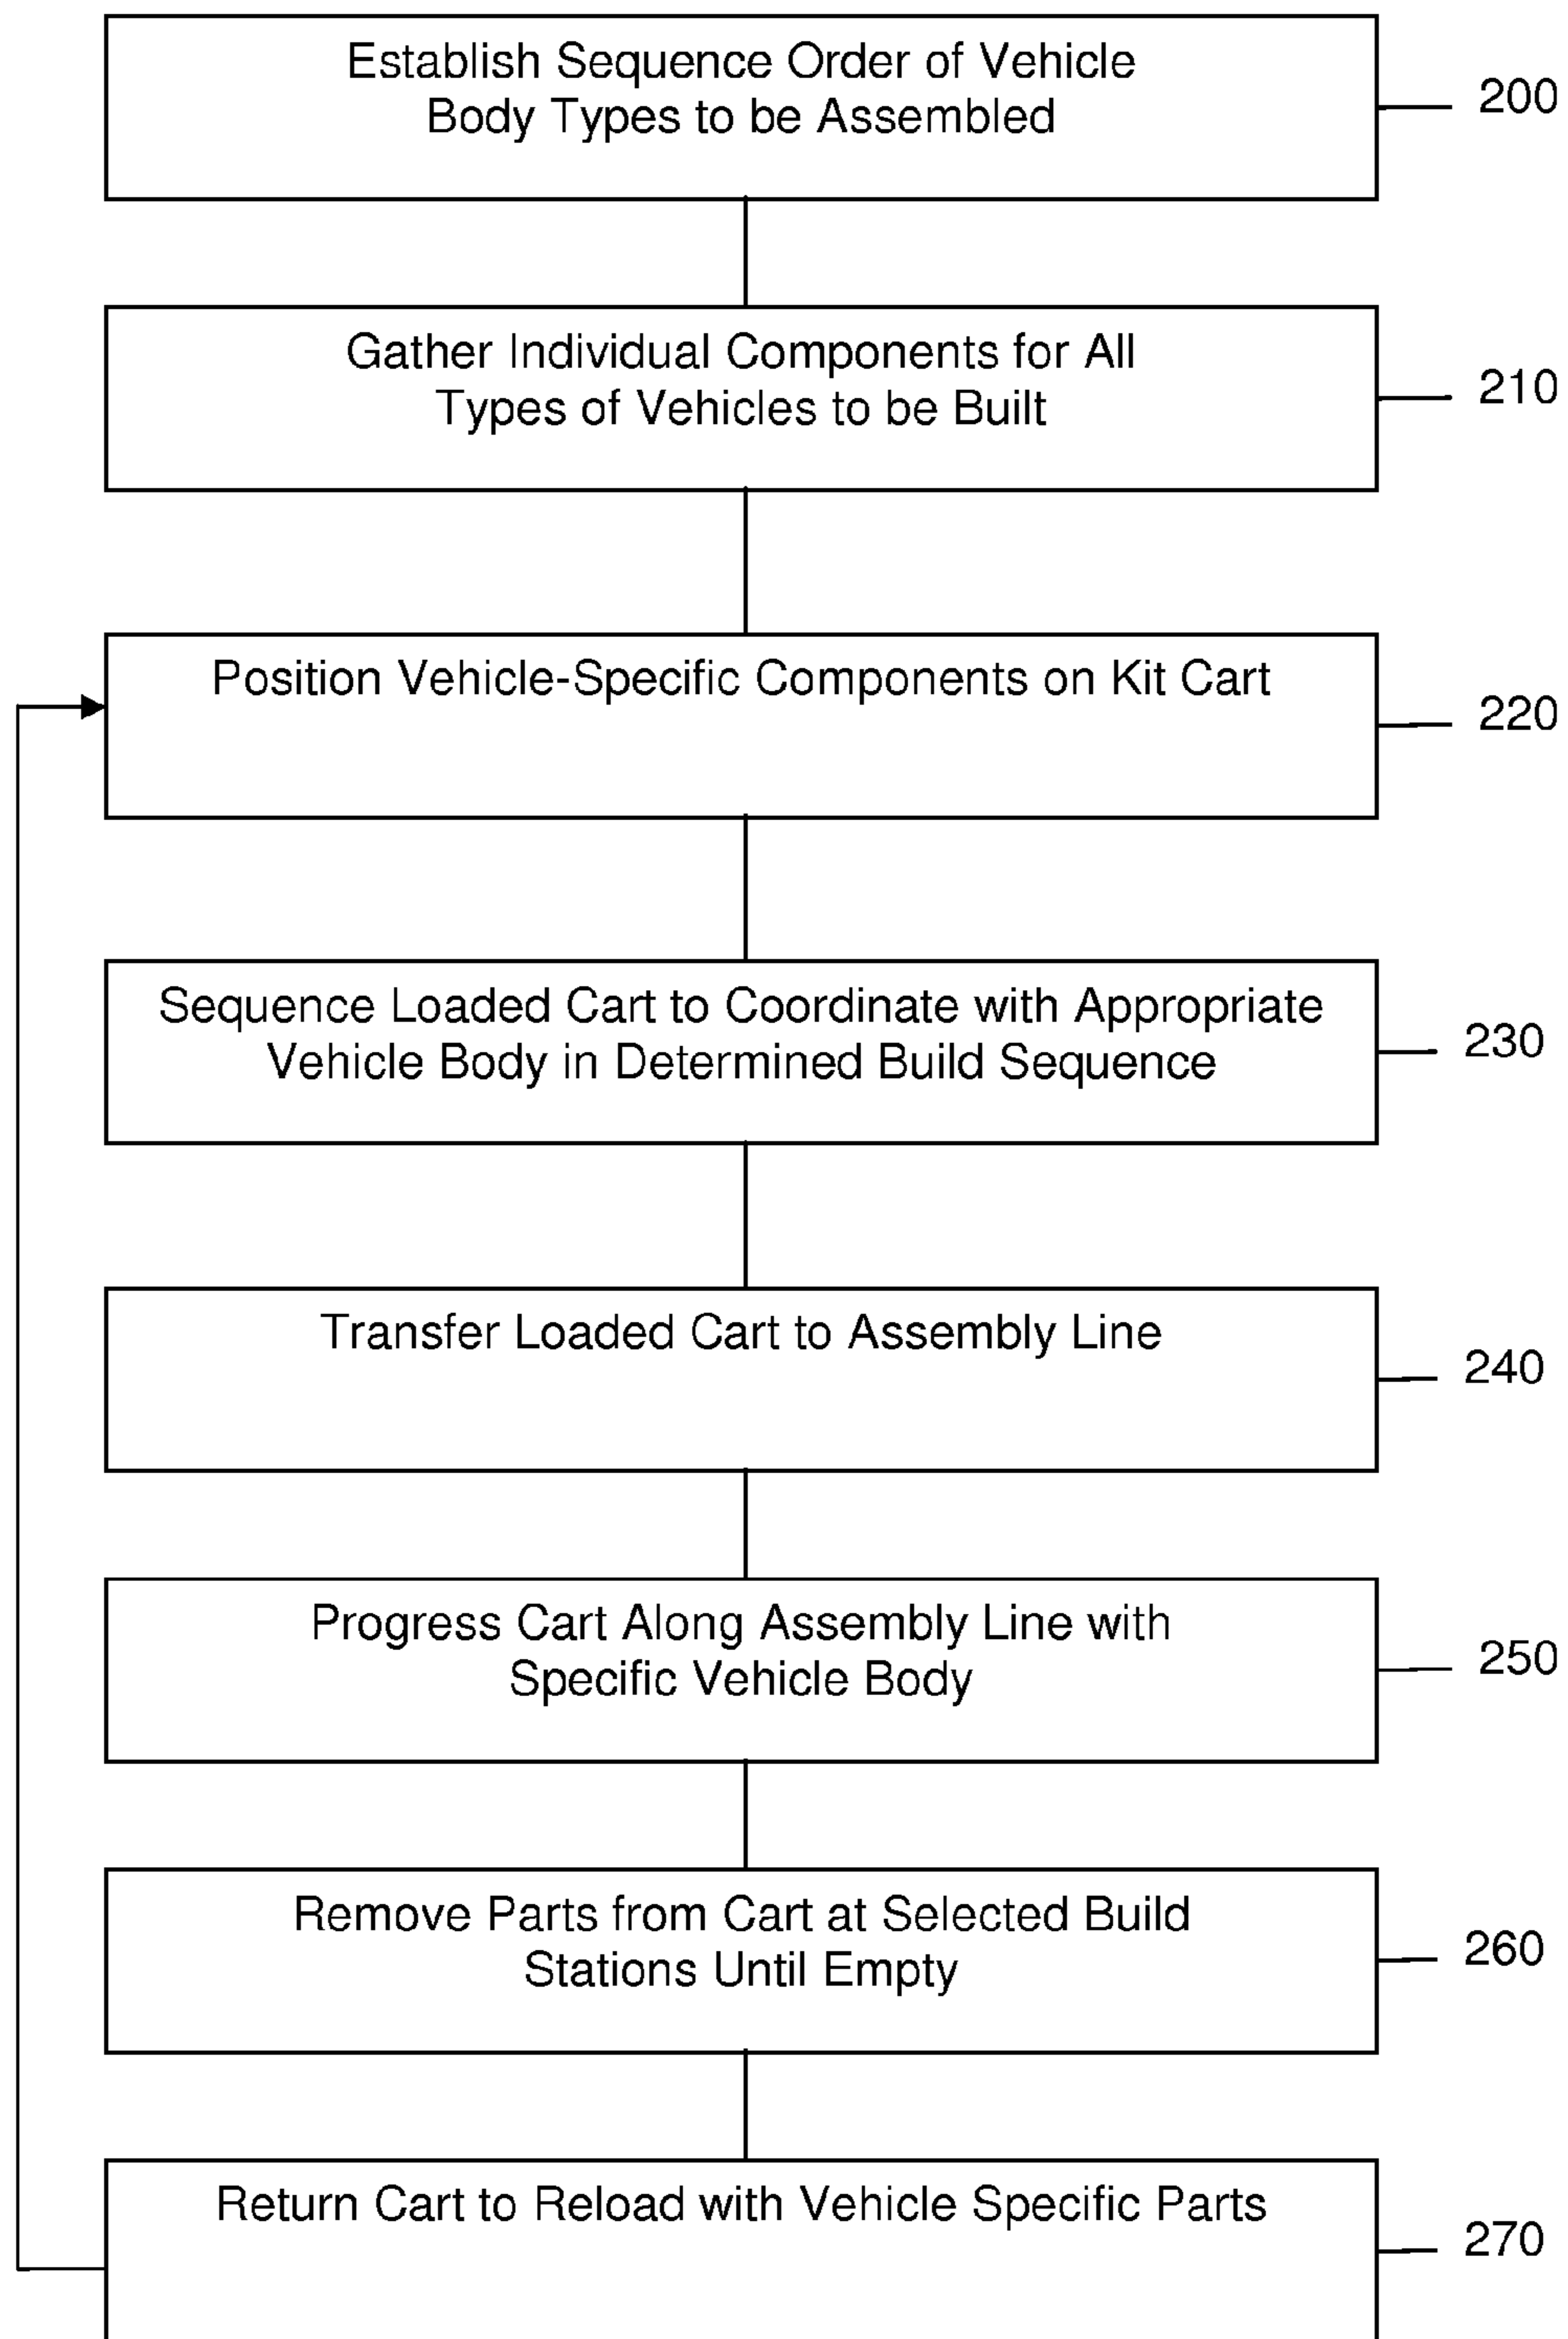 Establish Sequence Order of Vehicle
Body Types to be Assembled
200
Gather Individual Components for All
Types of Vehicles to be Built
210
Position Vehicle-Specific Components on Kit Cart
220
Sequence Loaded Cart to Coordinate with Appropriate
Vehicle Body in Determined Build Sequence
230
Transfer Loaded Cart to Assembly Line
240
Progress Cart Along Assembly Line with
Specific Vehicle Body
250
Remove Parts from Cart at Selected Build
Stations Until Empty
260
Return Cart to Reload with Vehicle Specific Parts
270